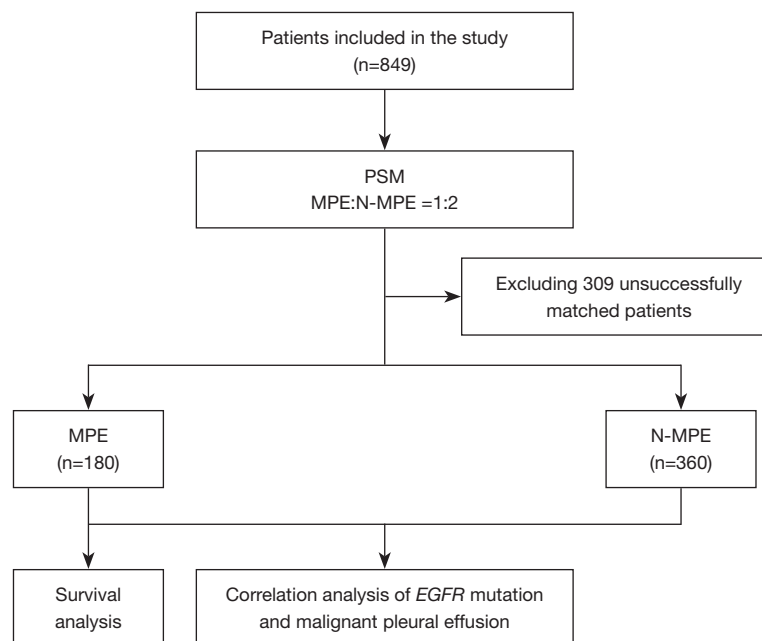 Patients included in the study
(n=849)
PSM
MPE:N-MPE =1:2
Excluding 309 unsuccessfully
matched patients
MPE
(n=180)
N-MPE
(n=360)
Survival
analysis
Correlation analysis of EGFR mutation
and malignant pleural effusion